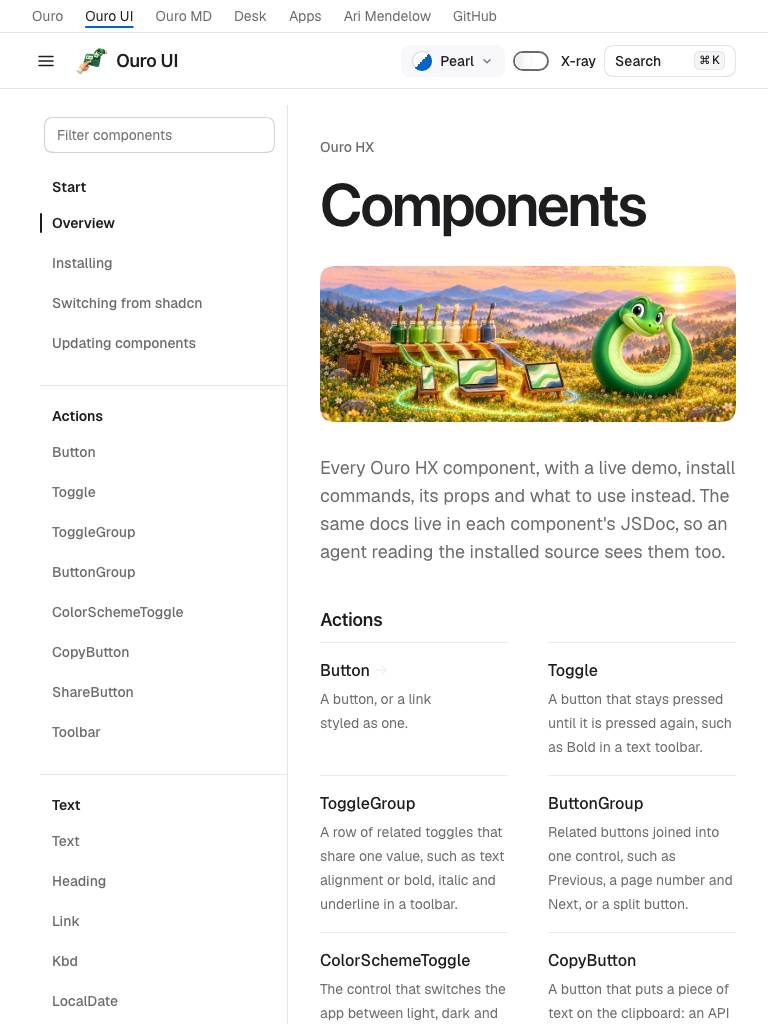 Ouro
Ouro UI
Ouro MD
Desk
Apps
Ari Mendelow
GitHub
Ouro UI
Pearl
X-ray
Search
⌘ K
Filter components
Start
Overview
Installing
Switching from shadcn
Updating components
Actions
Button
Toggle
ToggleGroup
ButtonGroup
ColorSchemeToggle
CopyButton
ShareButton
Toolbar
Text
Text
Heading
Link
Kbd
LocalDate
Ouro HX
Components
Every Ouro HX component, with a live demo, install
commands, its props and what to use instead. The
same docs live in each component's JSDoc, so an
agent reading the installed source sees them too.
Actions
Button →
A button, or a link
styled as one.
Toggle
A button that stays pressed
until it is pressed again, such
as Bold in a text toolbar.
ToggleGroup
A row of related toggles that
share one value, such as text
alignment or bold, italic and
underline in a toolbar.
ButtonGroup
Related buttons joined into
one control, such as
Previous, a page number and
Next, or a split button.
ColorSchemeToggle
The control that switches the
app between light, dark and
CopyButton
A button that puts a piece of
text on the clipboard: an API